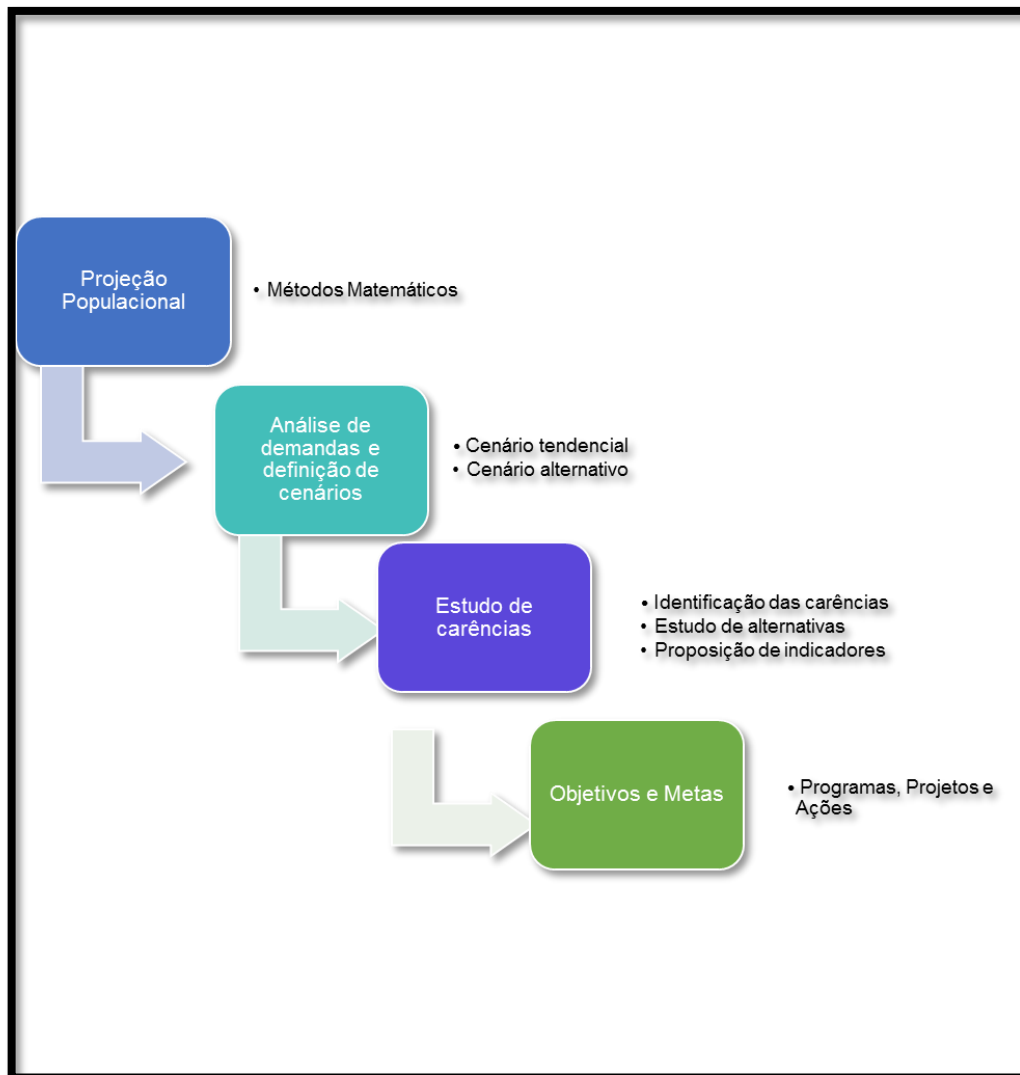 Projeção
Populacional
• Métodos Matemáticos
Análise de
demandas e
definição de
cenários
• Cenário tendencial
• Cenário alternativo
Estudo de
carências
• Identificação das carências
• Estudo de alternativas
• Proposição de indicadores
Objetivos e Metas
• Programas, Projetos e
Ações